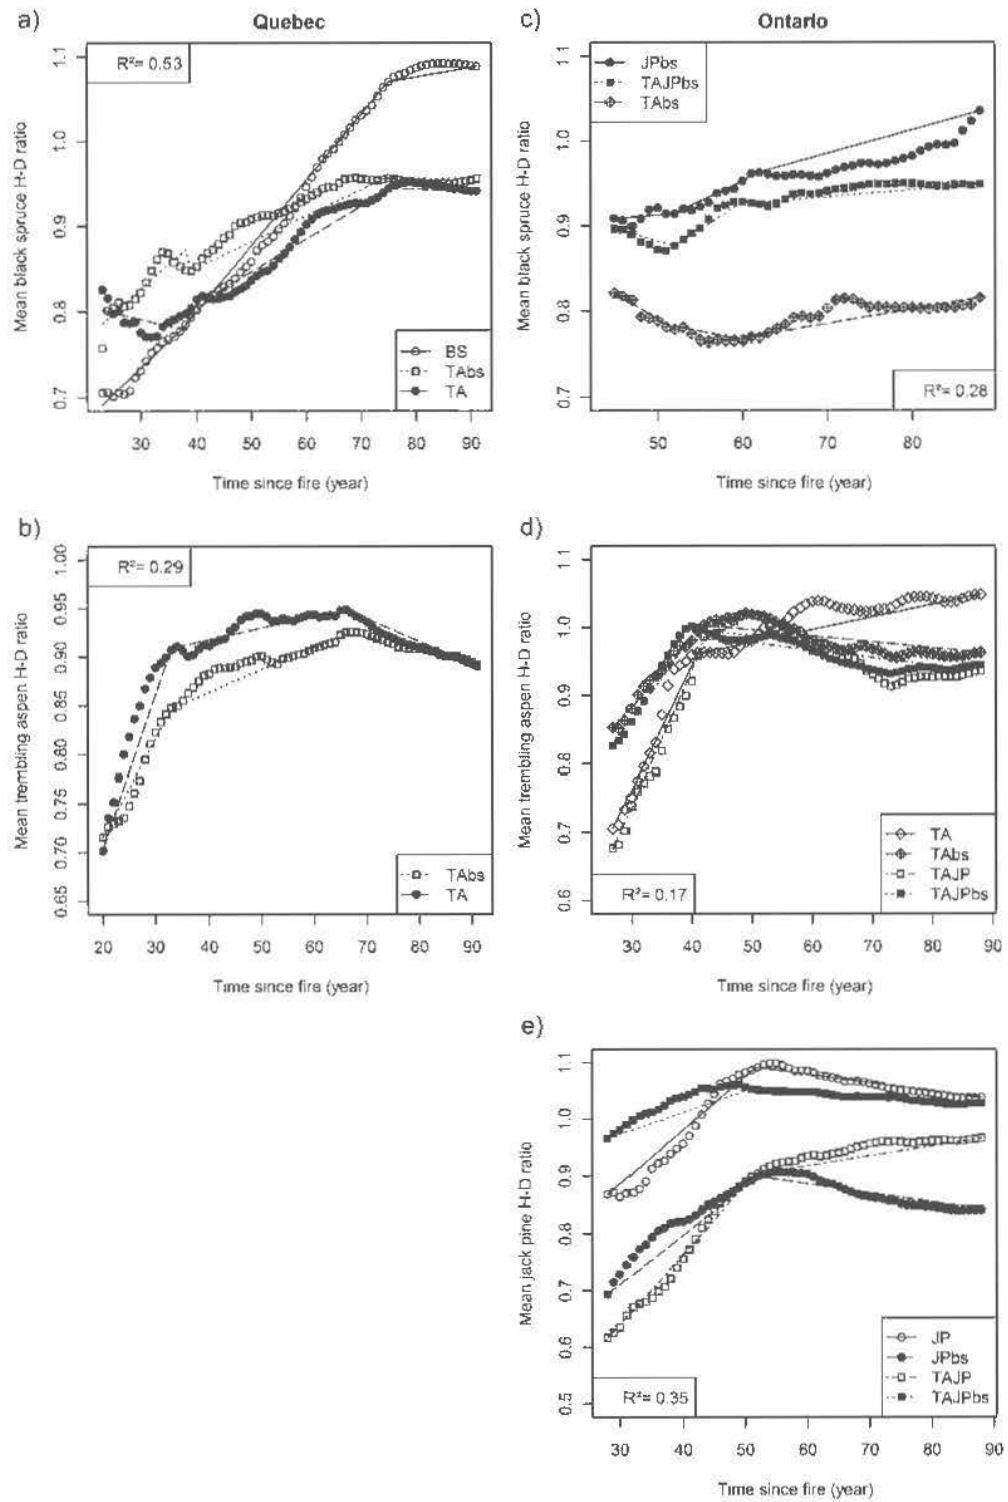 a)
Quebec
R²= 0.53
Mean black spruce H-D ratio
0.7 0.8 0.9 1.0 1.1
BS
TAbs
TA
30 40 50 60 70 80 90
Time since fire (year)
c)
Ontario
JPbs
TAJPbs
TAbs
Mean black spruce H-D ratio
0.7 0.8 0.9 1.0 1.1
R²= 0.28
50 60 70 80
Time since fire (year)
b)
R²= 0.29
Mean trembling aspen H-D ratio
0.65 0.70 0.75 0.80 0.85 0.90 0.95 1.00
TAbs
TA
20 30 40 50 60 70 80 90
Time since fire (year)
d)
Mean trembling aspen H-D ratio
0.6 0.7 0.8 0.9 1.0 1.1
TA
TAbs
TAJP
TAJPbs
R²= 0.17
30 40 50 60 70 80 90
Time since fire (year)
e)
Mean jack pine H-D ratio
0.5 0.6 0.7 0.8 0.9 1.0 1.1
JP
JPbs
TAJP
TAJPbs
R²= 0.35
30 40 50 60 70 80 90
Time since fire (year)